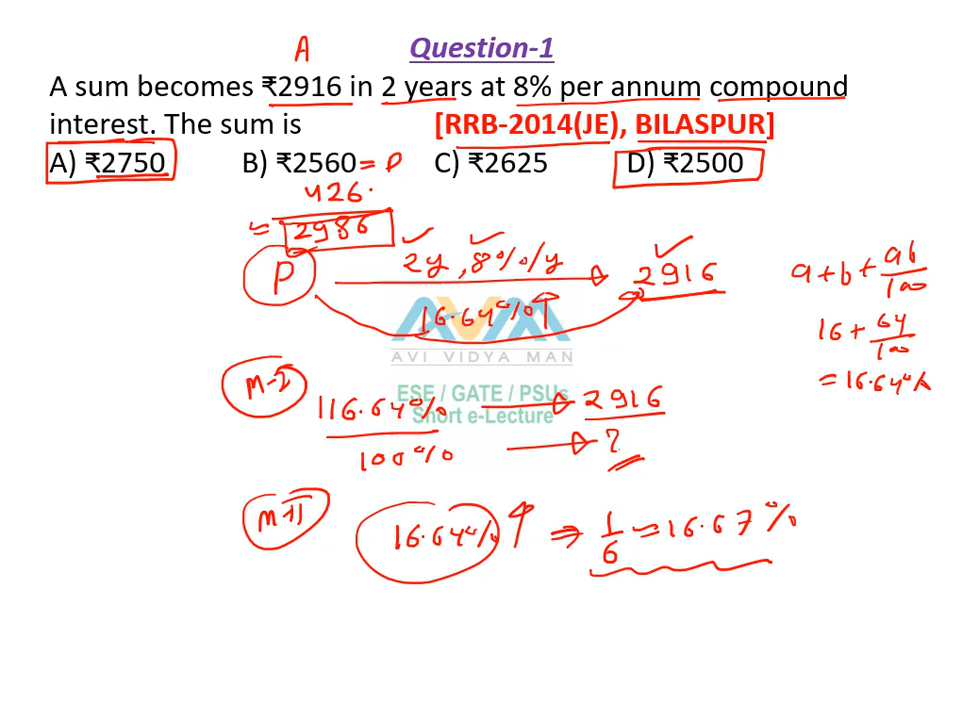 A
Question-1
A sum becomes ₹2916 in 2 years at 8% per annum compound
interest. The sum is [RRB-2014(JE), BILASPUR]
A) ₹2750 B) ₹2560 = P C) ₹2625 D) ₹2500
426.
≈ 2986
P 2y, 8%/y 2916
16.64%↑
a+b+ab/100
16+64/100
=16.64%
AVI VIDYA MAN
M-I
ESE / GATE / PSUs
Short e-Lecture
116.64% → 2916
100% → ?
M-II
16.64%↑ ⇒ 1/6 = 16.67%